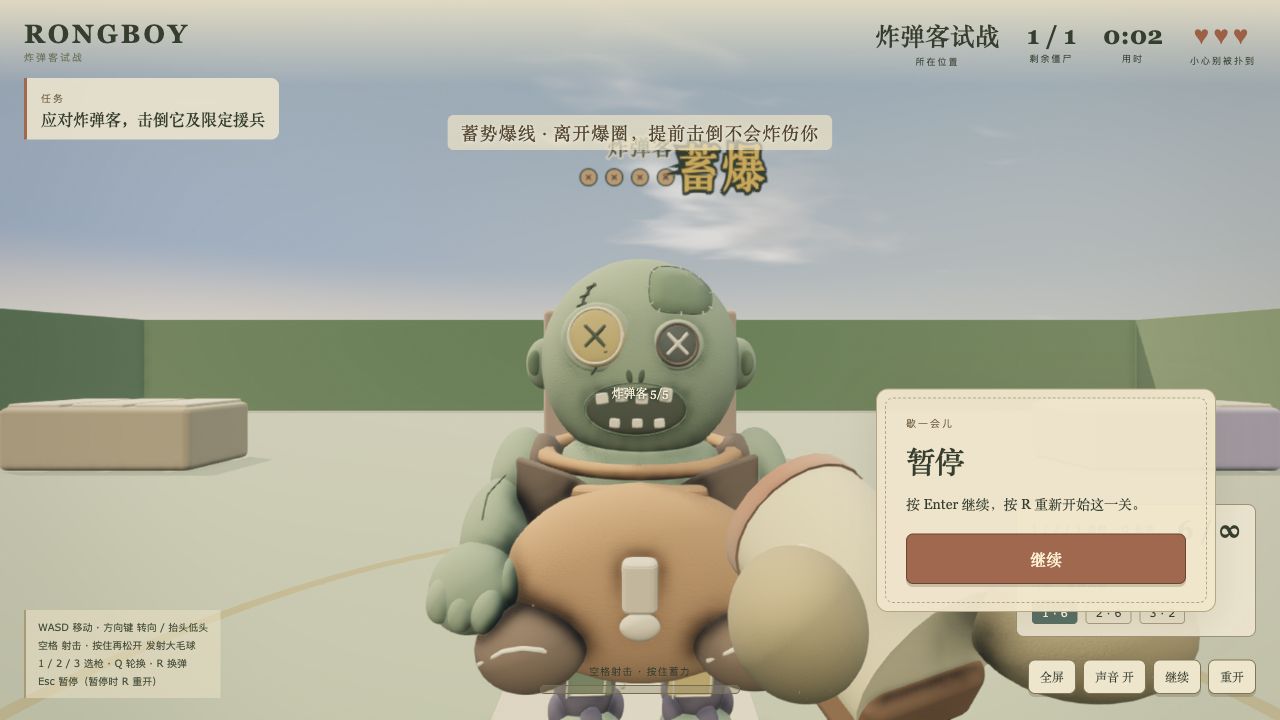 RONGBOY
炸弹客试战
炸弹客试战
所在位置
1 / 1
剩余僵尸
0:02
用时
♥♥♥
小心别被扑到
任务
应对炸弹客，击倒它及限定援兵
蓄势爆线 · 离开爆圈，提前击倒不会炸伤你
炸弹客
蓄爆
炸弹客 5/5
歇一会儿
暂停
按 Enter 继续，按 R 重新开始这一关。
继续
6 / ∞
1 · 6
2 · 6
3 · 2
WASD 移动 · 方向键 转向 / 抬头低头
空格 射击 · 按住再松开 发射大毛球
1 / 2 / 3 选枪 · Q 轮换 · R 换弹
Esc 暂停（暂停时 R 重开）
空格射击 · 按住蓄力
全屏
声音 开
继续
重开